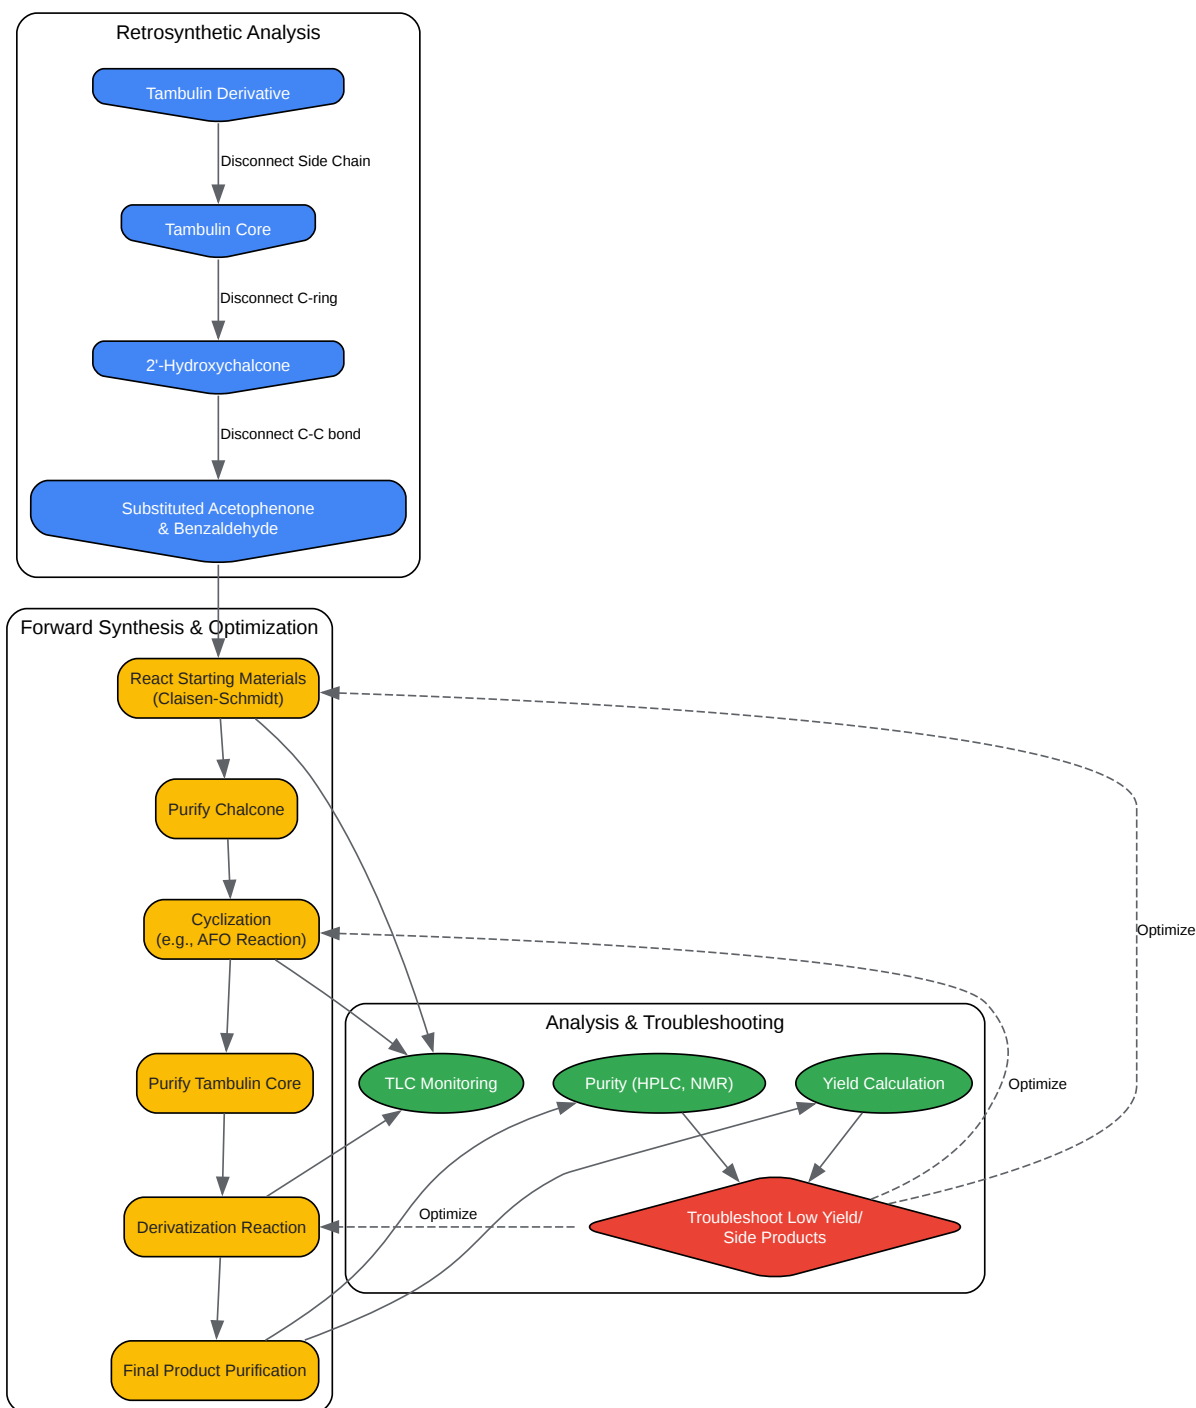 Retrosynthetic Analysis
Tambulin Derivative
Disconnect Side Chain
Tambulin Core
Disconnect C-ring
2'-Hydroxychalcone
Disconnect C-C bond
Substituted Acetophenone
& Benzaldehyde
Forward Synthesis & Optimization
React Starting Materials
(Claisen-Schmidt)
Purify Chalcone
Cyclization
(e.g., AFO Reaction)
Optimize
Analysis & Troubleshooting
Purify Tambulin Core
TLC Monitoring
Purity (HPLC, NMR)
Yield Calculation
Optimize
Derivatization Reaction
Optimize
Troubleshoot Low Yield/
Side Products
Final Product Purification